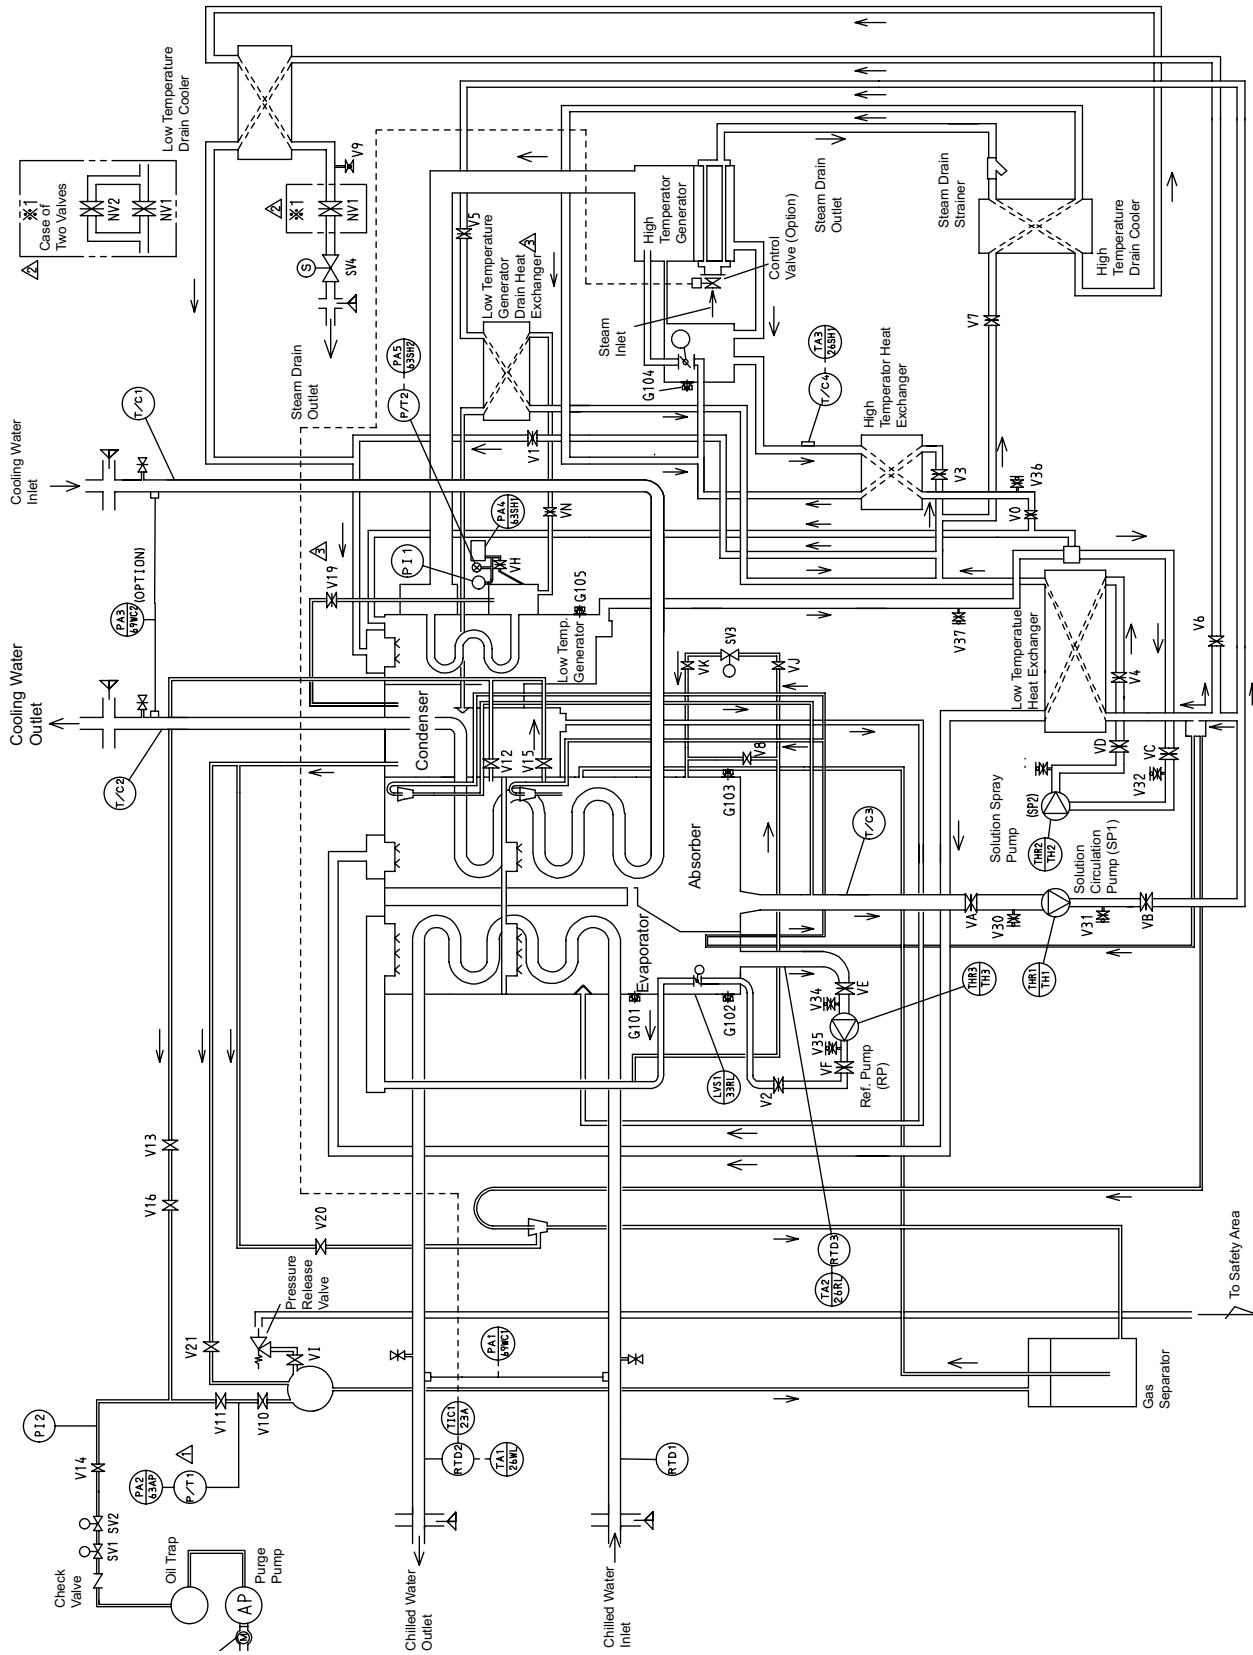 ※1
Case of
Two Valves
NV2
NV1
2
Low Temperature
Drain Cooler
V9
2
※1
NV1
S
SV4
Steam Drain
Outlet
Cooling Water
Inlet
T/C1
PA3
69WC2
(OPTION)
Cooling Water
Outlet
T/C2
V5
Low Temperature
Generator
Drain Heat
Exchanger
3
High
Temperator
Generator
Steam
Inlet
Control
Valve (Option)
Steam Drain
Outlet
Steam Drain
Strainer
High Temperature
Drain Cooler
PA5
63SH2
P/T2
G104
TA3
26SH1
T/C4
High
Temperator Heat
Exchanger
V7
V1
VN
PA4
63SH1
VH
PI1
3
V19
V3
V36
VO
G105
Low Temp.
Generator
V37
Low Temperatue
Heat Exchanger
V6
V4
VK
SV3
VJ
V8
Condenser
V12
V15
G103
VD
VC
V32
(SP2)
Solution Spray
Pump
THR2
TH2
Absorber
T/C3
Solution
Circulation
Pump (SP1)
VA
V30
V31
VB
THR1
TH1
THR3
TH3
Evaporator
G101
G102
V34
VE
V35
VF
Ref. Pump
(RP)
LVS1
33RL
V2
V13
V16
V20
Pressure
Release
Valve
V21
VI
RTD3
TA2
26RL
To Safety Area
Gas
Separator
PI2
V11
V10
V14
1
PA2
63AP
P/T1
PA1
69WC1
TIC1
23A
RTD2
TA1
26WL
RTD1
SV1 SV2
Check
Valve
Oil Trap
AP
Purge
Pump
M
Chilled Water
Outlet
Chilled Water
Inlet